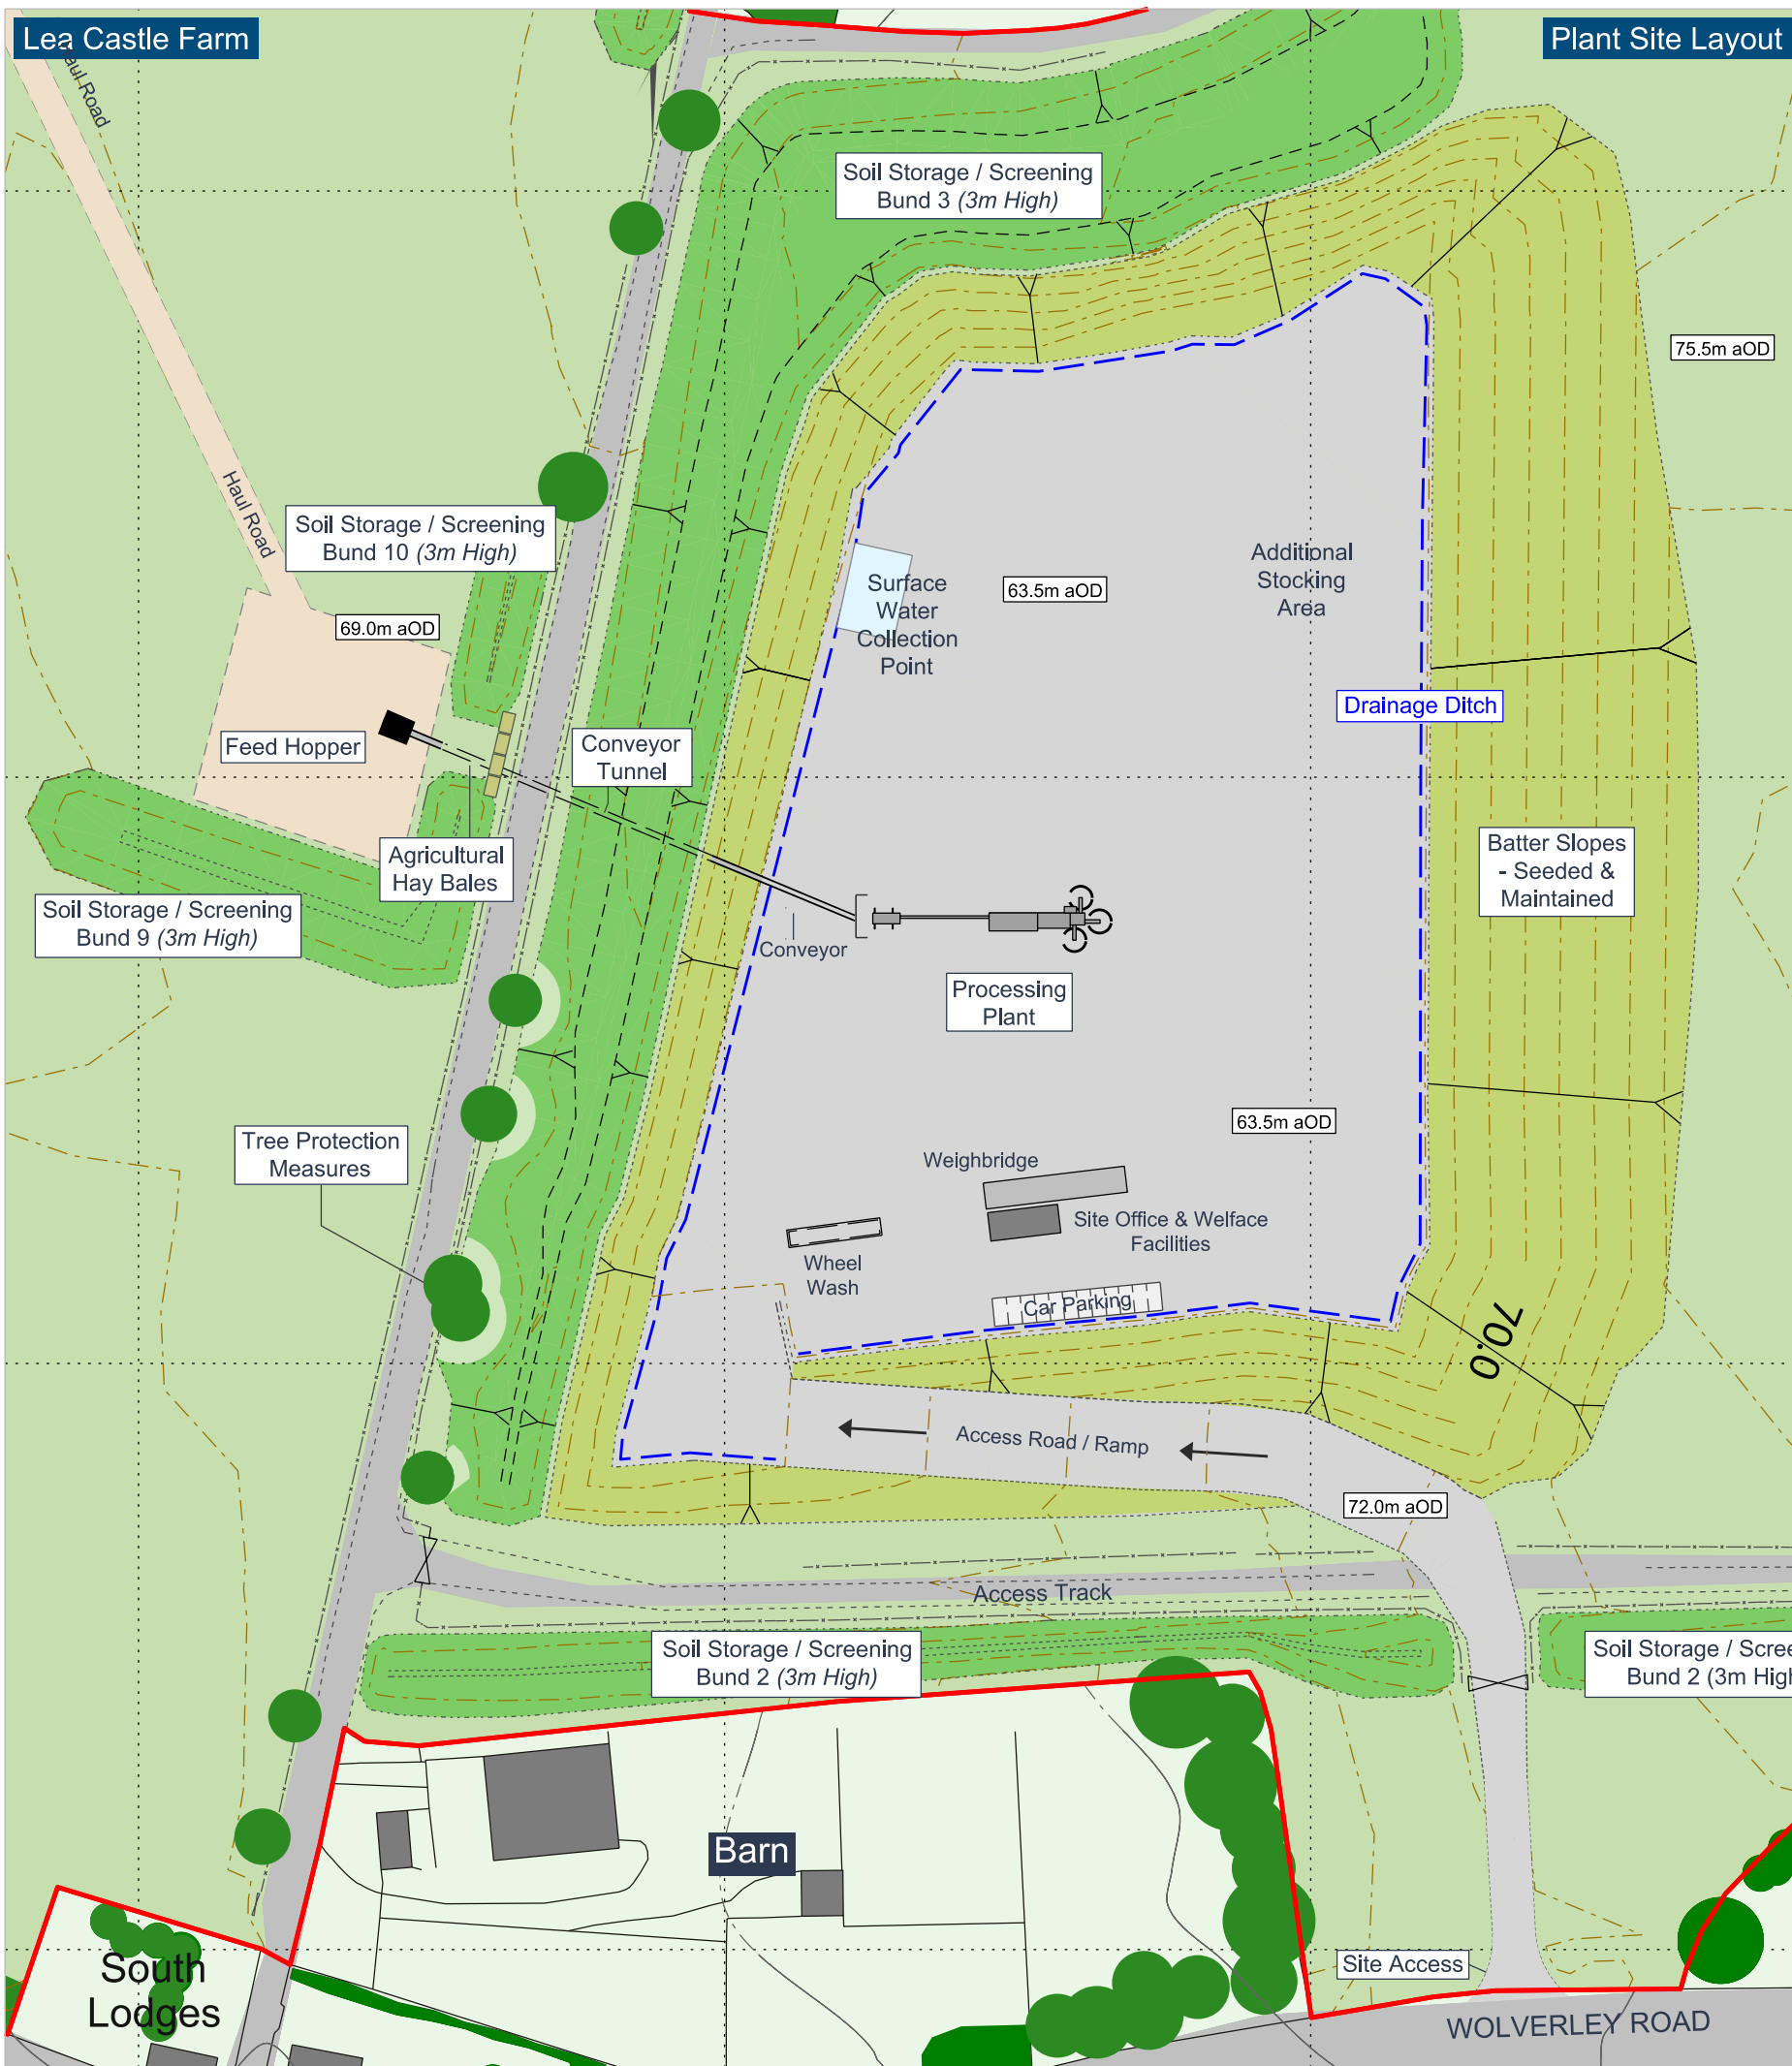 Lea Castle Farm
Plant Site Layout
Haul Road
Soil Storage / Screening
Bund 3 (3m High)
75.5m aOD
Haul Road
Soil Storage / Screening
Bund 10 (3m High)
Additional
Stocking
Area
63.5m aOD
Surface
Water
Collection
Point
69.0m aOD
Drainage Ditch
Feed Hopper
Conveyor
Tunnel
Agricultural
Hay Bales
Batter Slopes
- Seeded &
Maintained
Soil Storage / Screening
Bund 9 (3m High)
Conveyor
Processing
Plant
63.5m aOD
Tree Protection
Measures
Weighbridge
Site Office & Welface
Facilities
Wheel
Wash
Car Parking
70.0
Access Road / Ramp
72.0m aOD
Access Track
Soil Storage / Screening
Bund 2 (3m High)
Soil Storage / Scree
Bund 2 (3m High
Barn
Site Access
South
Lodges
WOLVERLEY ROAD